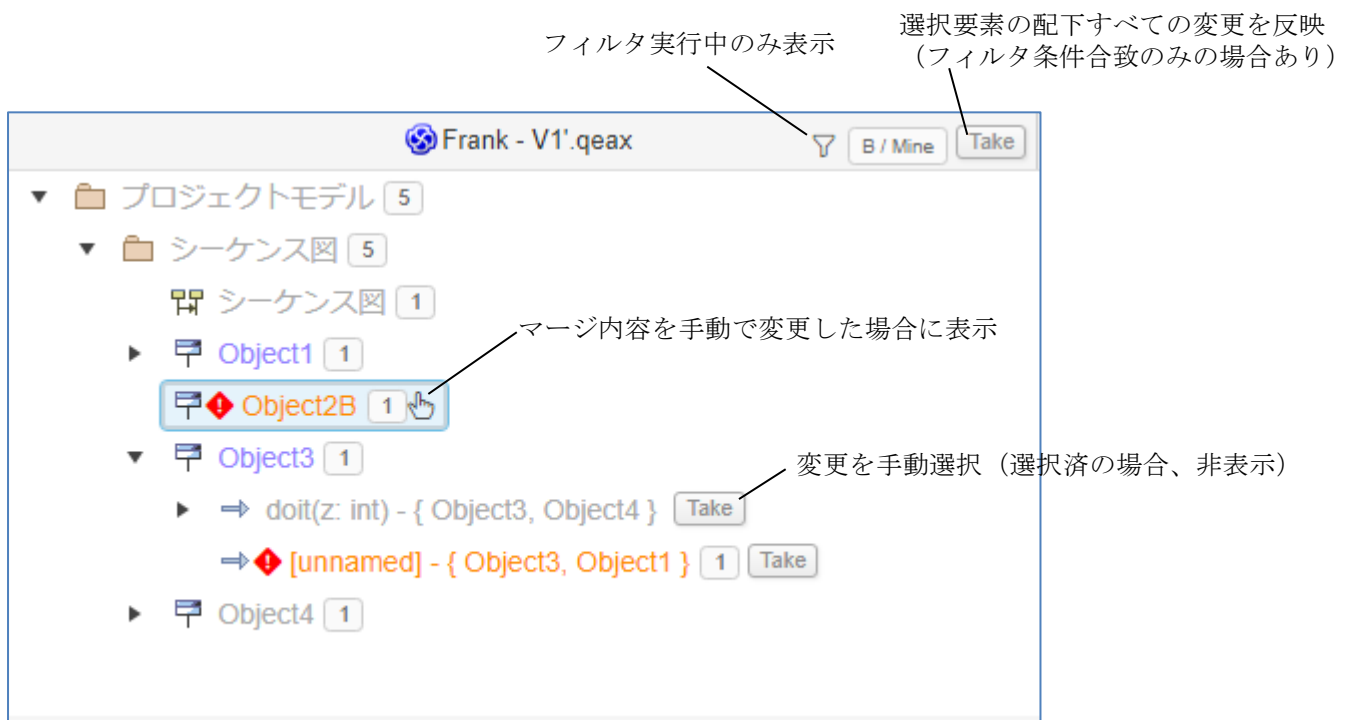 フィルタ実行中のみ表示
選択要素の配下すべての変更を反映
（フィルタ条件合致のみの場合あり）
Frank - V1'.qeax
B / Mine
Take
プロジェクトモデル 5
シーケンス図 5
シーケンス図 1
マージ内容を手動で変更した場合に表示
Object1 1
Object2B 1
Object3 1
変更を手動選択（選択済の場合、非表示）
doit(z: int) - { Object3, Object4 } Take
[unnamed] - { Object3, Object1 } 1 Take
Object4 1